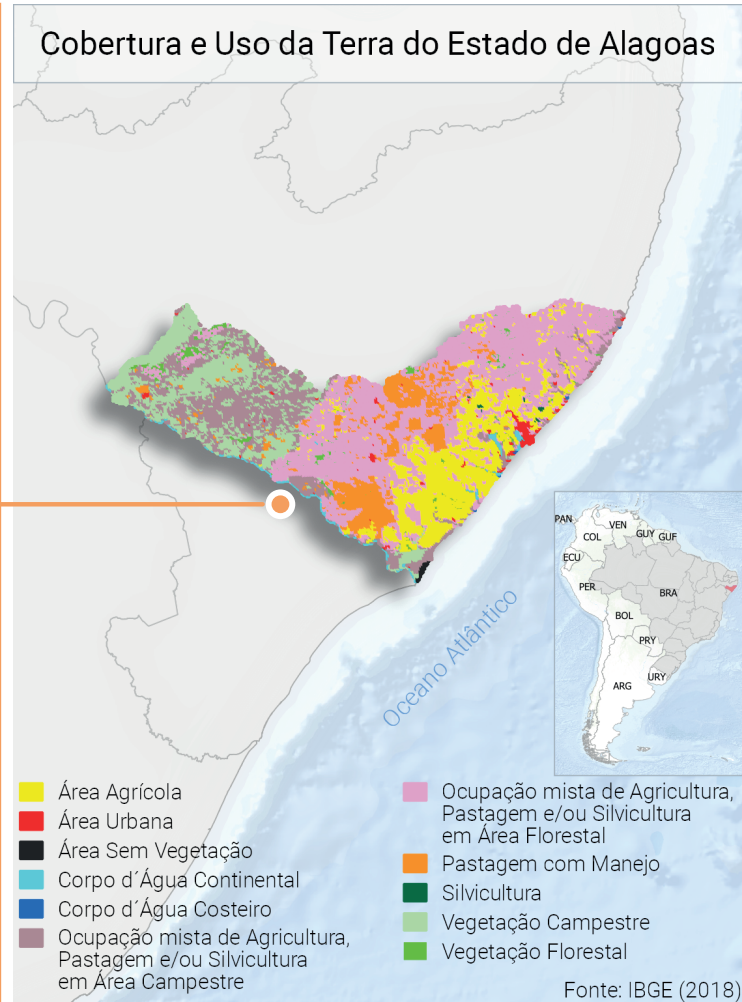 Cobertura e Uso da Terra do Estado de Alagoas
PAN
VEN
GUY
GUF
COL
ECU
PER
BRA
BOL
PRY
URY
ARG
Oceano Atlântico
Área Agrícola
Área Urbana
Área Sem Vegetação
Corpo d´Água Continental
Corpo d´Água Costeiro
Ocupação mista de Agricultura,
Pastagem e/ou Silvicultura
em Área Campestre
Ocupação mista de Agricultura,
Pastagem e/ou Silvicultura
em Área Florestal
Pastagem com Manejo
Silvicultura
Vegetação Campestre
Vegetação Florestal
Fonte: IBGE (2018)